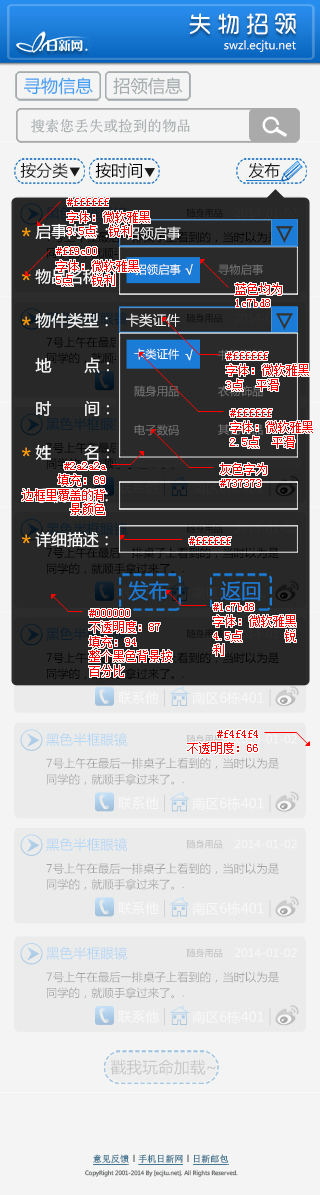 日新网.
失物招领
swzl.ecjtu.net
寻物信息 招领信息
搜索您丢失或捡到的物品
按分类▼ 按时间▼ 发布
#ffffff
字体：微软雅黑
3.5点 锐利
* 启事 招领启事
#ff9c00
字体：微软雅黑
5点 锐利
* 物品名称
招领启事 √ 寻物启事
蓝色均为
1c7bd8
* 物件类型： 卡类证件
#ffffff
字体：微软雅黑
3点 平滑
地 点：
卡类证件 √
随身用品 衣物饰品
#ffffff
字体：微软雅黑
2.5点 平滑
时 间：
电子数码
* 姓 名：
灰色字为
#f3f3f3
#2a2a2a
填充：89
边框里覆盖的背
景颜色
* 详细描述：
#ffffff
发布 返回
#000000
不透明度：87
填充：94
整个黑色背景按
百分比
#1c7bd8
字体：微软雅黑
4.5点 锐
利
联系他 南区6栋401
#f4f4f4
不透明度：66
黑色半框眼镜 随身用品
7号上午在最后一排桌子上看到的，当时以为是
同学的，就顺手拿过来了。.
联系他 南区6栋401
黑色半框眼镜 随身用品 2014-01-02
7号上午在最后一排桌子上看到的，当时以为是
同学的，就顺手拿过来了。.
联系他 南区6栋401
黑色半框眼镜 随身用品 2014-01-02
7号上午在最后一排桌子上看到的，当时以为是
同学的，就顺手拿过来了。.
联系他 南区6栋401
戳我玩命加载~
意见反馈 | 手机日新网 | 日新邮包
Copyright 2001-2014 By [ecjtu.net]. All Rights Reserved.